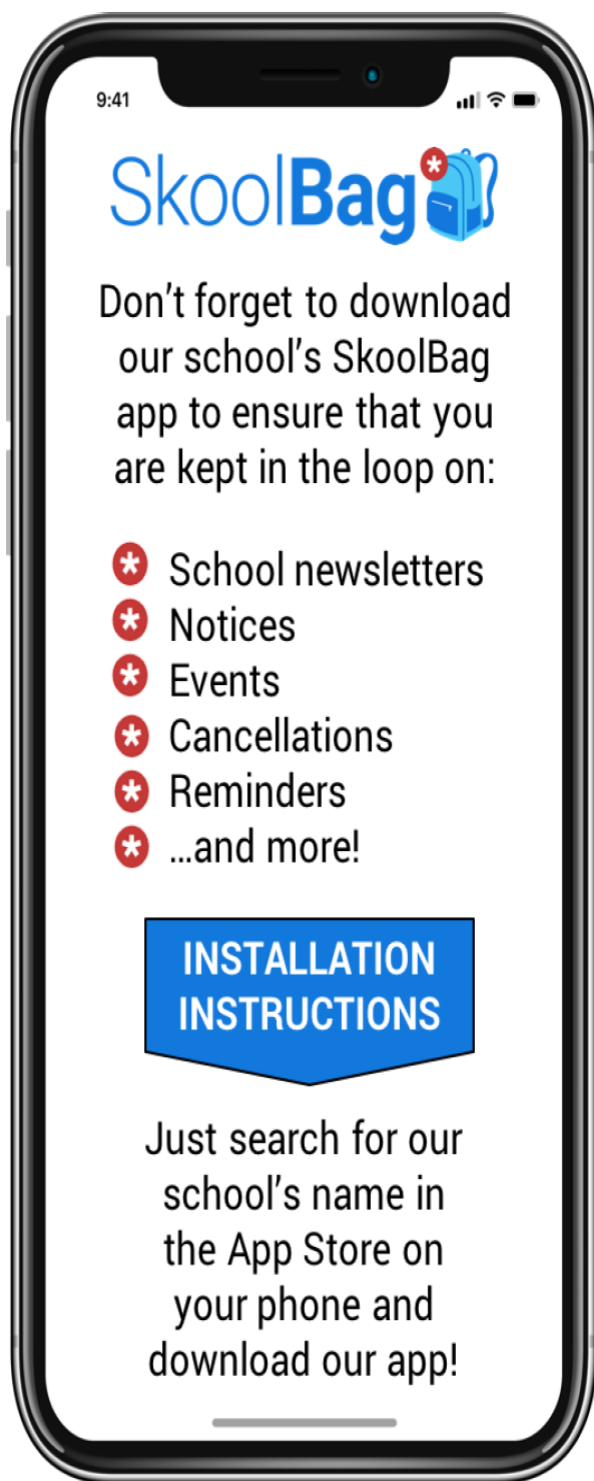 9:41
SkoolBag
Don't forget to download
our school's SkoolBag
app to ensure that you
are kept in the loop on:
* School newsletters
* Notices
* Events
* Cancellations
* Reminders
* ...and more!
INSTALLATION
INSTRUCTIONS
Just search for our
school's name in
the App Store on
your phone and
download our app!